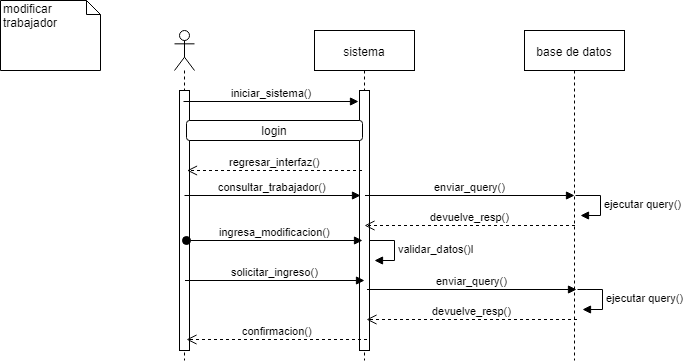 modificar
trabajador
sistema
base de datos
iniciar_sistema()
login
regresar_interfaz()
consultar_trabajador()
enviar_query()
ejecutar query()
devuelve_resp()
ingresa_modificacion()
validar_datos()l
solicitar_ingreso()
enviar_query()
ejecutar query()
devuelve_resp()
confirmacion()